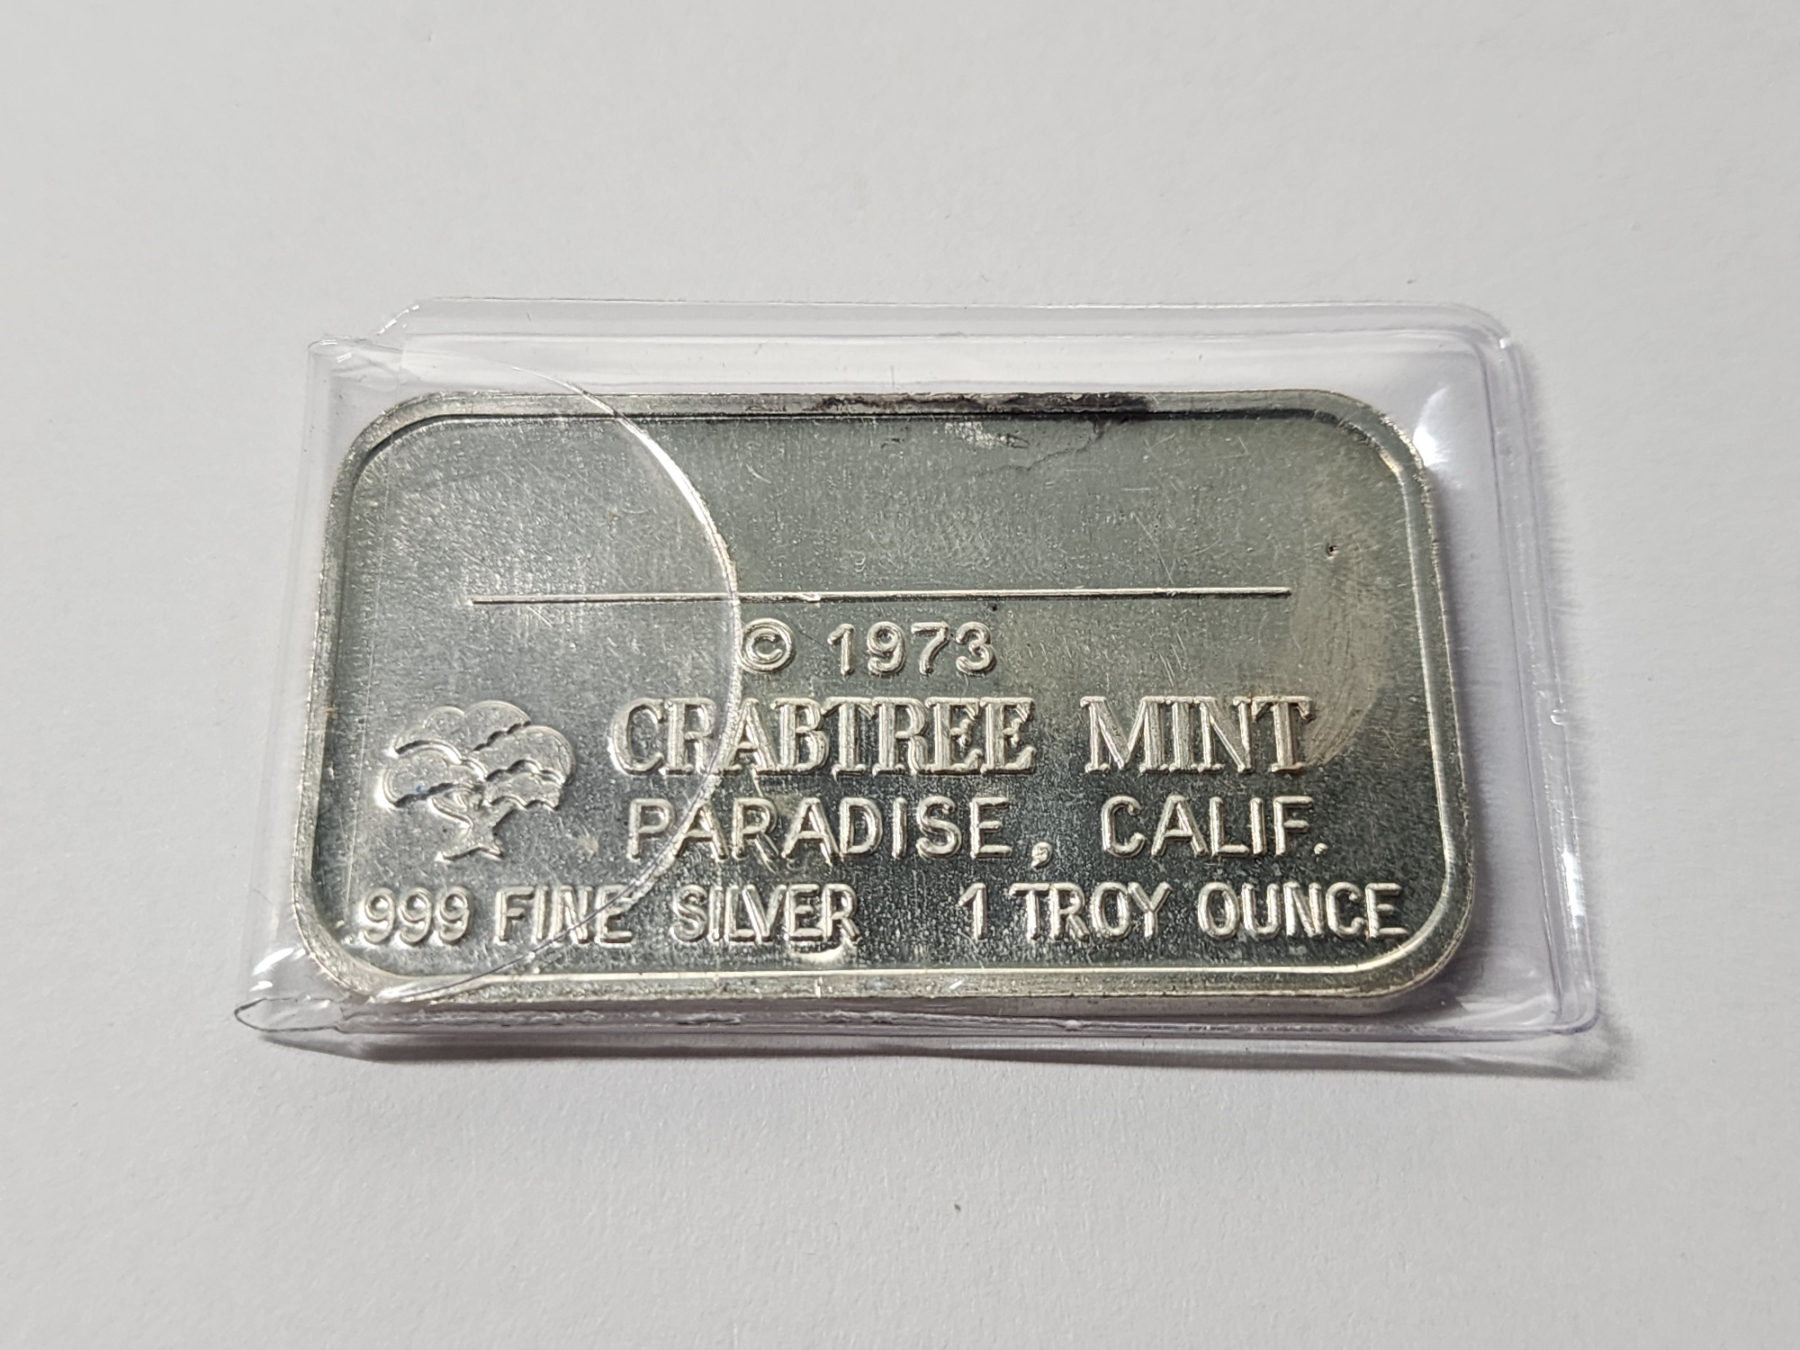 © 1973
CRABTREE MINT
PARADISE, CALIF.
999 FINE SILVER 1 TROY OUNCE